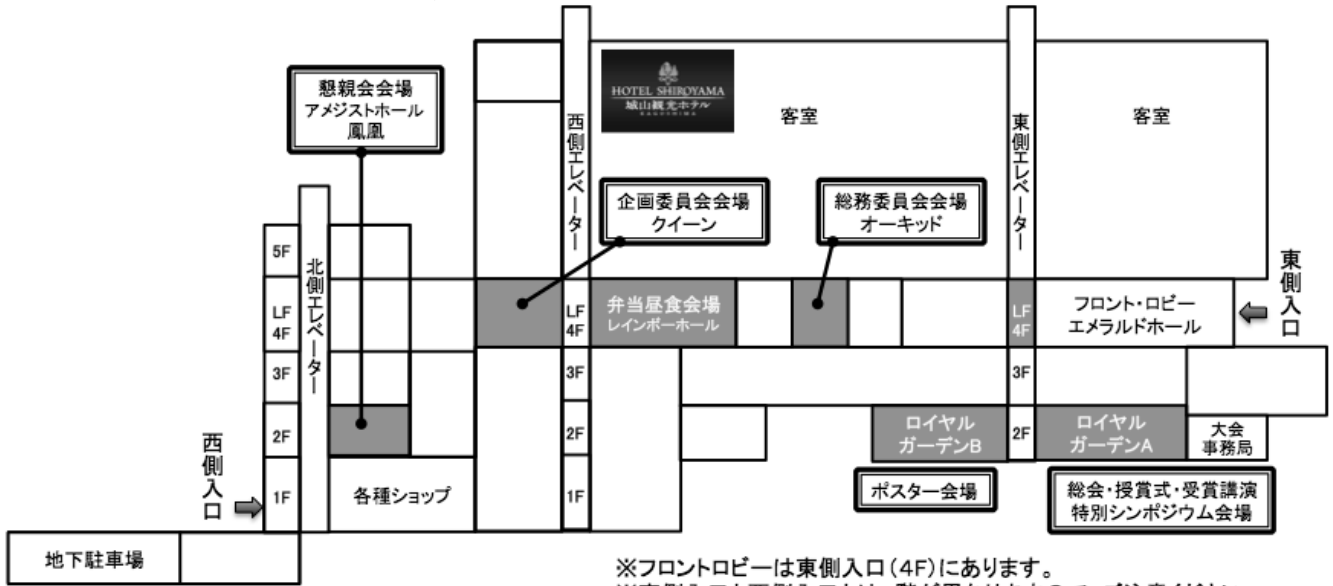 懇親会会場
アメジストホール
鳳凰
HOTEL SHIROYAMA
城山観光ホテル
KAGOSHIMA
客室
客室
西側エレベーター
東側エレベーター
企画委員会会場
クイーン
総務委員会会場
オーキッド
北側エレベーター
5F
LF
4F
3F
2F
1F
LF
4F
3F
2F
1F
弁当昼食会場
レインボーホール
LF
4F
3F
2F
フロント・ロビー
エメラルドホール
東側入口
ロイヤル
ガーデンB
ロイヤル
ガーデンA
大会
事務局
西側入口
各種ショップ
ポスター会場
総会・授賞式・受賞講演
特別シンポジウム会場
地下駐車場
※フロントロビーは東側入口(4F)にあります。